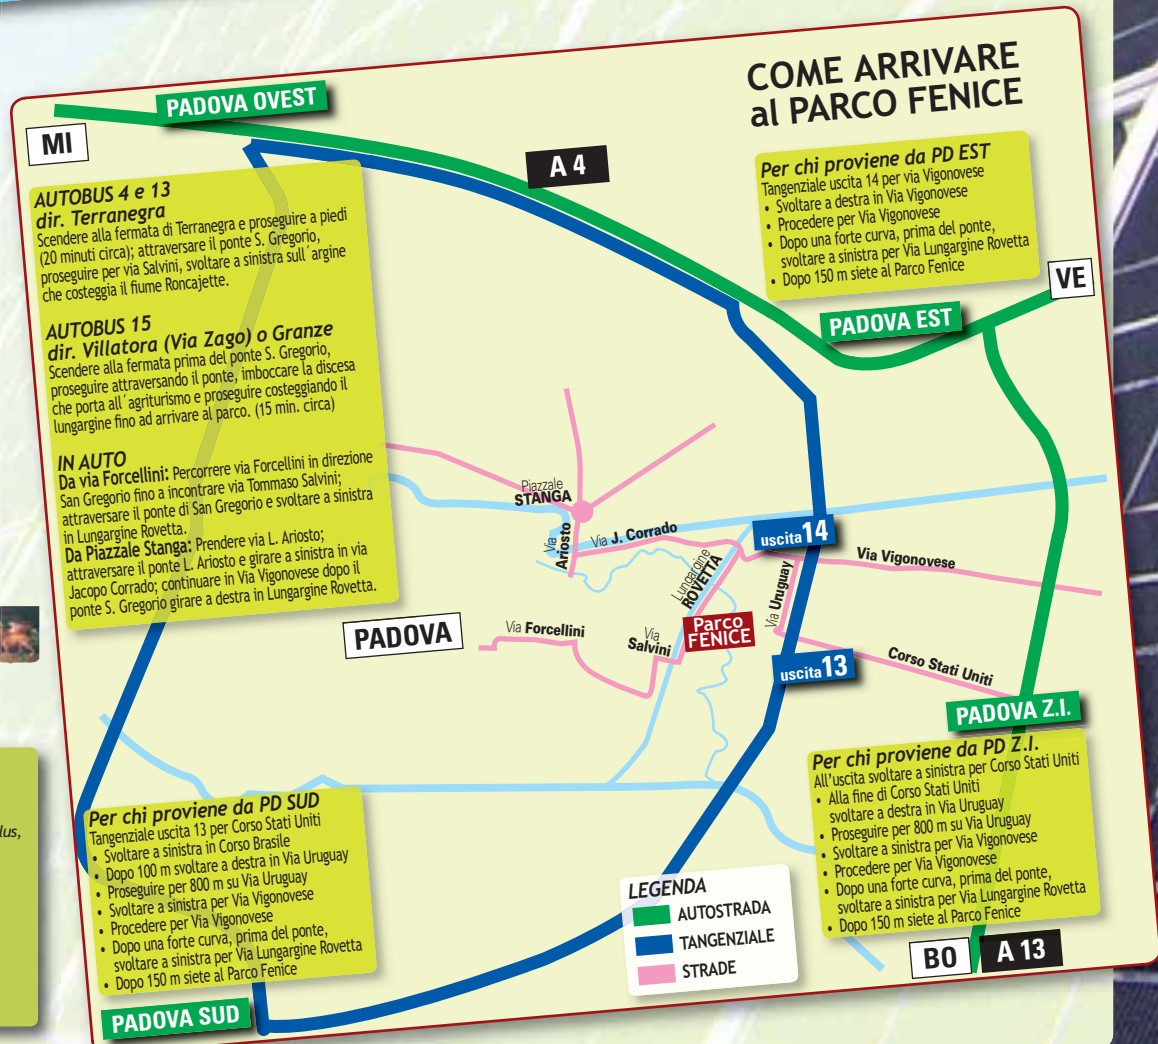 COME ARRIVARE
al PARCO FENICE
PADOVA OVEST
MI
A 4
AUTOBUS 4 e 13
dir. Terranegra
Scendere alla fermata di Terranegra e proseguire a piedi
(20 minuti circa); attraversare il ponte S. Gregorio,
proseguire per via Salvini, svoltare a sinistra sull´argine
che costeggia il fiume Roncajette.
AUTOBUS 15
dir. Villatora (Via Zago) o Granze
Scendere alla fermata prima del ponte S. Gregorio,
proseguire attraversando il ponte, imboccare la discesa
che porta all´agriturismo e proseguire costeggiando il
lungargine fino ad arrivare al parco. (15 min. circa)
IN AUTO
Da via Forcellini: Percorrere via Forcellini in direzione
San Gregorio fino a incontrare via Tommaso Salvini;
attraversare il ponte di San Gregorio e svoltare a sinistra
in Lungargine Rovetta.
Da Piazzale Stanga: Prendere via L. Ariosto;
attraversare il ponte L. Ariosto e girare a sinistra in via
Jacopo Corrado; continuare in Via Vigonovese dopo il
ponte S. Gregorio girare a destra in Lungargine Rovetta.
Per chi proviene da PD EST
Tangenziale uscita 14 per via Vigonovese
• Svoltare a destra in Via Vigonovese
• Procedere per Via Vigonovese
• Dopo una forte curva, prima del ponte,
svoltare a sinistra per Via Lungargine Rovetta
• Dopo 150 m siete al Parco Fenice
VE
PADOVA EST
Piazzale
STANGA
Via
Ariosto
Via J. Corrado
Lungargine
ROVETTA
uscita 14
Via Vigonovese
Via Uruguay
PADOVA
Via Forcellini
Via
Salvini
Parco
FENICE
uscita 13
Corso Stati Uniti
PADOVA Z.I.
Per chi proviene da PD Z.I.
All'uscita svoltare a sinistra per Corso Stati Uniti
• Alla fine di Corso Stati Uniti
svoltare a destra in Via Uruguay
• Proseguire per 800 m su Via Uruguay
• Svoltare a sinistra per Via Vigonovese
• Procedere per Via Vigonovese
• Dopo una forte curva, prima del ponte,
svoltare a sinistra per Via Lungargine Rovetta
• Dopo 150 m siete al Parco Fenice
Per chi proviene da PD SUD
Tangenziale uscita 13 per Corso Stati Uniti
• Svoltare a sinistra in Corso Brasile
• Dopo 100 m svoltare a destra in Via Uruguay
• Proseguire per 800 m su Via Uruguay
• Svoltare a sinistra per Via Vigonovese
• Procedere per Via Vigonovese
• Dopo una forte curva, prima del ponte,
svoltare a sinistra per Via Lungargine Rovetta
• Dopo 150 m siete al Parco Fenice
PADOVA SUD
LEGENDA
AUTOSTRADA
TANGENZIALE
STRADE
BO
A 13
lus,